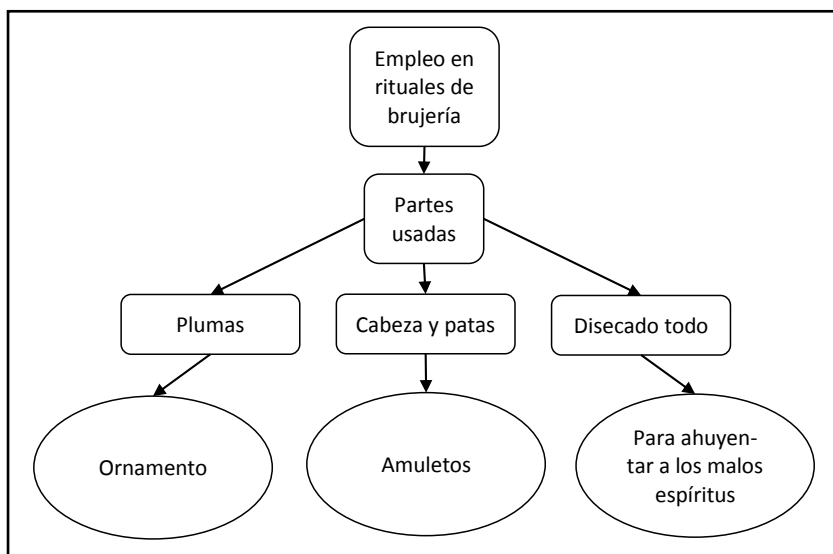 Empleo en
rituales de
brujería
Partes
usadas
Plumas
Cabeza y patas
Disecado todo
Ornamento
Amuletos
Para ahuyen-
tar a los malos
espíritus